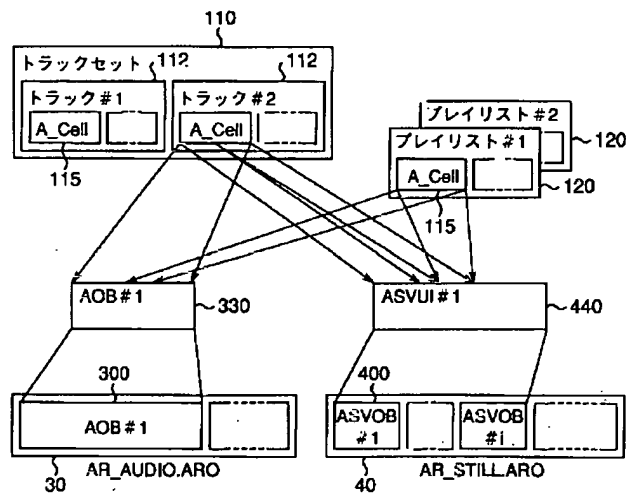 110
トラックセット
112
112
トラック#1
A_Cell
115
トラック#2
A_Cell
プレイリスト#2
プレイリスト#1
120
A_Cell
120
115
AOB#1
330
ASVUI#1
440
300
AOB#1
400
ASVOB
#1
ASVOB
#i
30
AR_AUDIO.ARO
40
AR_STILL.ARO